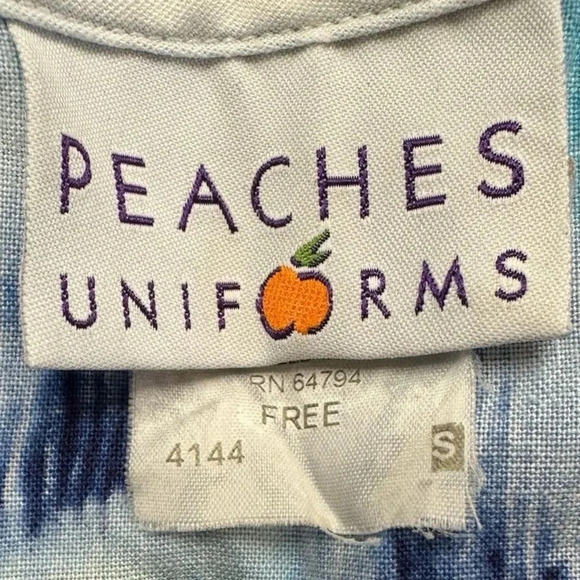 PEACHES
UNIFORMS
RN 64794
FREE
4144 S